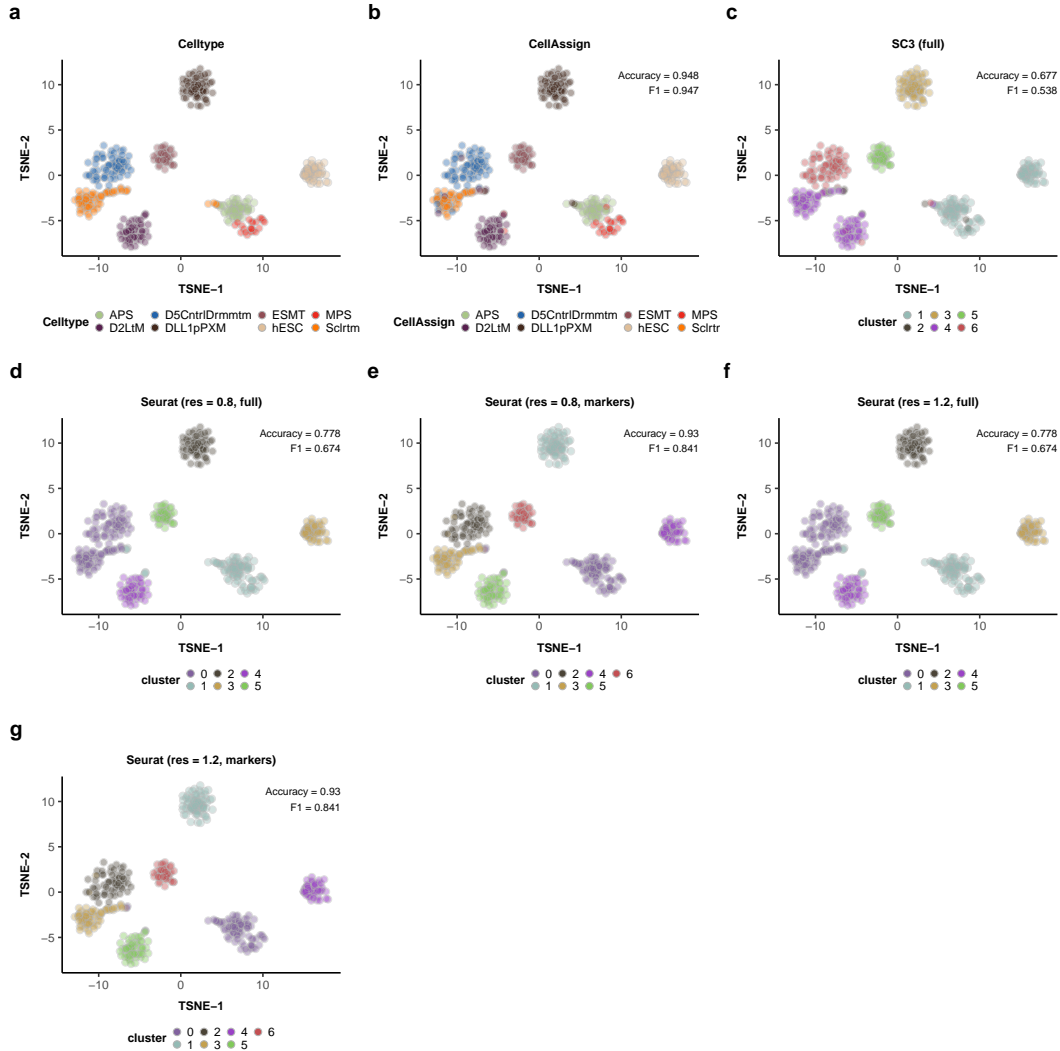 a
Celltype
10
5
0
−5
TSNE−2
−10 0 10
TSNE−1
Celltype
APS D5CntrlDrmmtm ESMT MPS
D2LtM DLL1pPXM hESC Sclrtm
b
CellAssign
Accuracy = 0.948
F1 = 0.947
10
5
0
−5
TSNE−2
−10 0 10
TSNE−1
CellAssign
APS D5CntrlDrmmtm ESMT MPS
D2LtM DLL1pPXM hESC Sclrtr
c
SC3 (full)
Accuracy = 0.677
F1 = 0.538
10
5
0
−5
TSNE−2
−10 0 10
TSNE−1
cluster
1 3 5
2 4 6
d
Seurat (res = 0.8, full)
Accuracy = 0.778
F1 = 0.674
10
5
0
−5
TSNE−2
−10 0 10
TSNE−1
cluster
0 2 4
1 3 5
e
Seurat (res = 0.8, markers)
Accuracy = 0.93
F1 = 0.841
10
5
0
−5
TSNE−2
−10 0 10
TSNE−1
cluster
0 2 4 6
1 3 5
f
Seurat (res = 1.2, full)
Accuracy = 0.778
F1 = 0.674
10
5
0
−5
TSNE−2
−10 0 10
TSNE−1
cluster
0 2 4
1 3 5
g
Seurat (res = 1.2, markers)
Accuracy = 0.93
F1 = 0.841
10
5
0
−5
TSNE−2
−10 0 10
TSNE−1
cluster
0 2 4 6
1 3 5